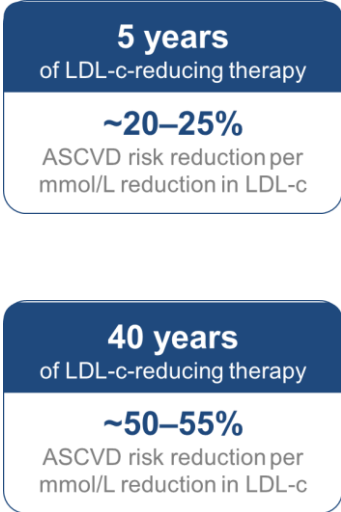 5 years
of LDL-c-reducing therapy
~20–25%
ASCVD risk reduction per
mmol/L reduction in LDL-c
40 years
of LDL-c-reducing therapy
~50–55%
ASCVD risk reduction per
mmol/L reduction in LDL-c